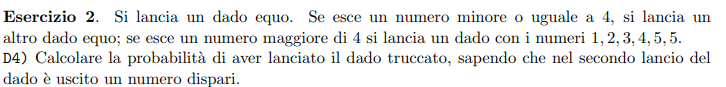 Esercizio 2. Si lancia un dado equo. Se esce un numero minore o uguale a 4, si lancia un
altro dado equo; se esce un numero maggiore di 4 si lancia un dado con i numeri 1, 2, 3, 4, 5, 5.
D4) Calcolare la probabilità di aver lanciato il dado truccato, sapendo che nel secondo lancio del
dado è uscito un numero dispari.